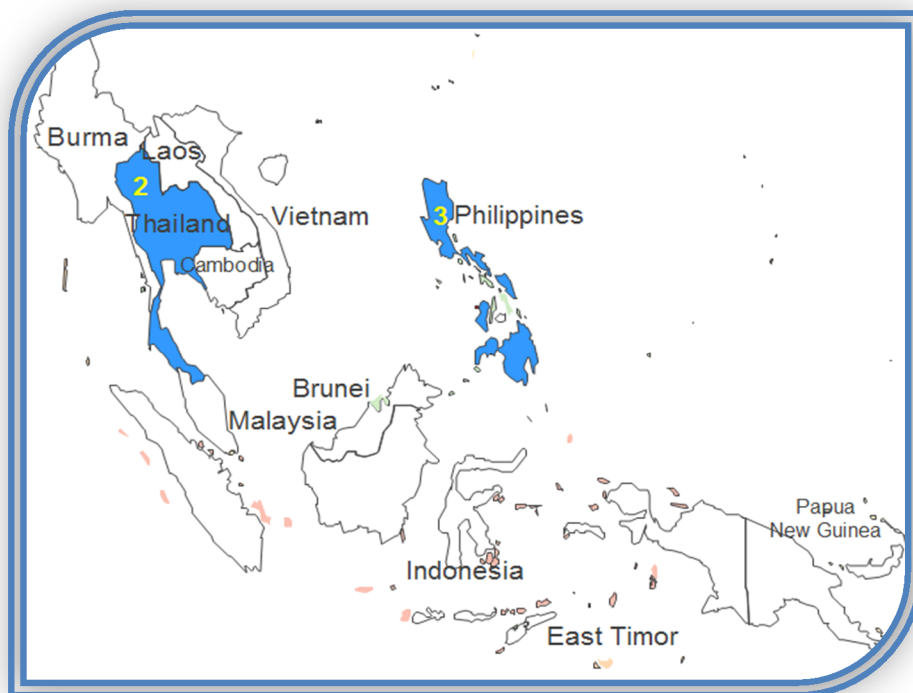 Burma
Laos
2
Thailand
Vietnam
3 Philippines
Cambodia
Brunei
Malaysia
Papua
New Guinea
Indonesia
East Timor